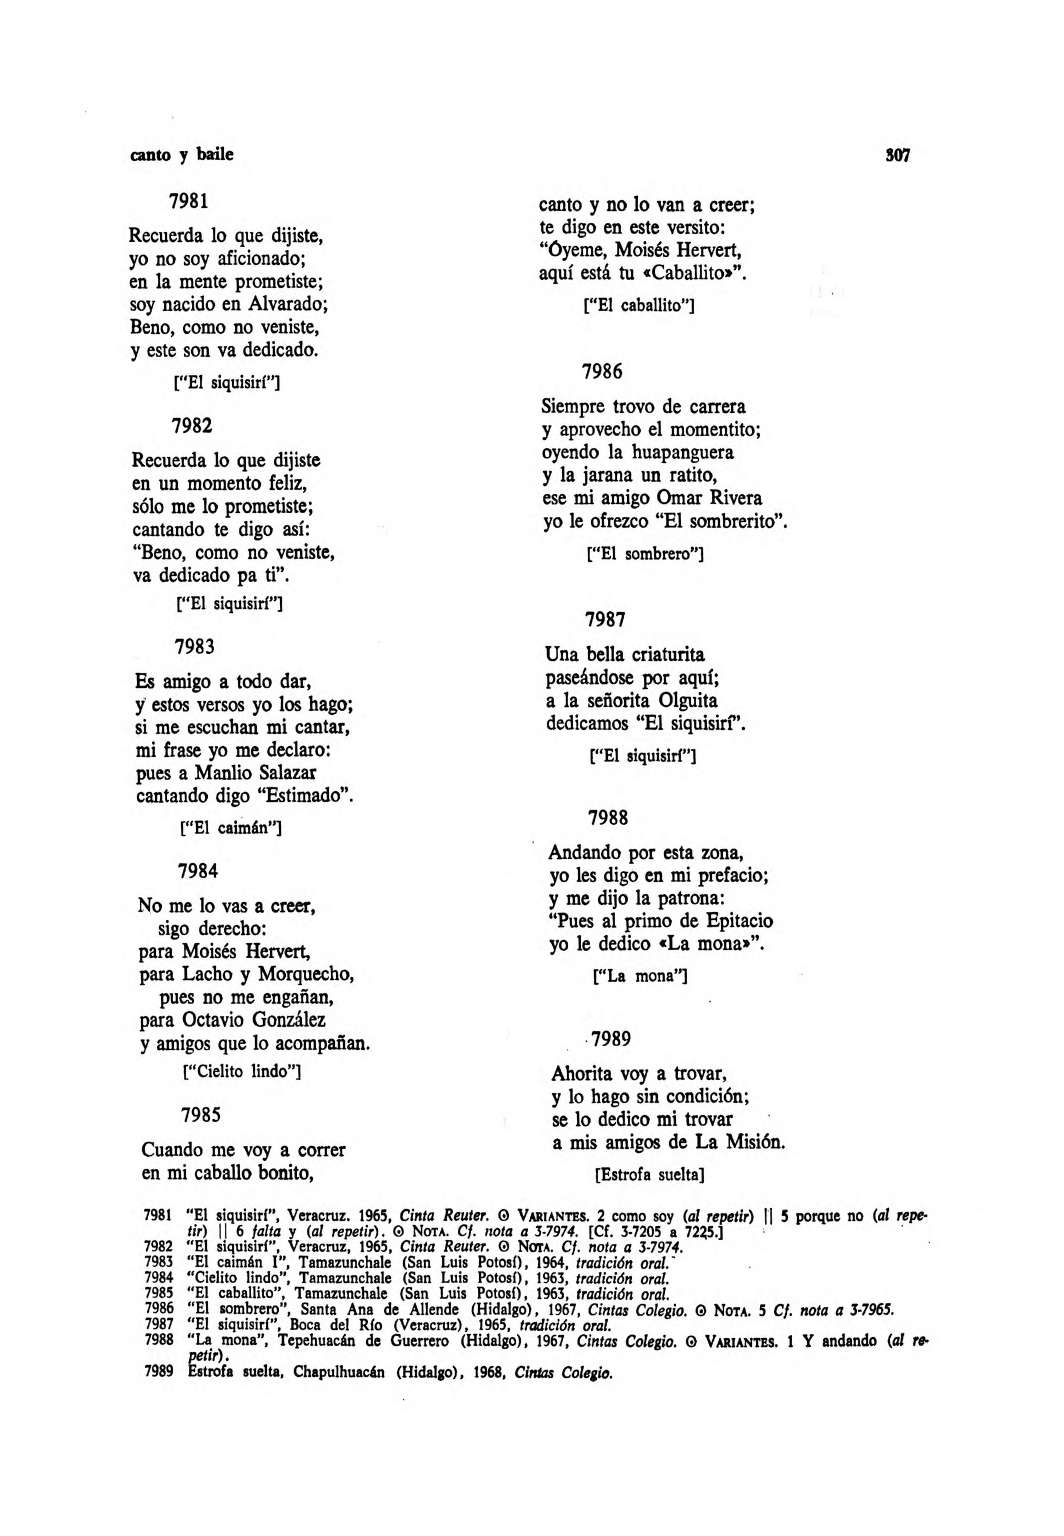 canto y baile 307
7981
Recuerda lo que dijiste,
yo no soy aficionado;
en la mente prometiste;
soy nacido en Alvarado;
Beno, como no veniste,
y este son va dedicado.
["El siquisirí"]
7982
Recuerda lo que dijiste
en un momento feliz,
sólo me lo prometiste;
cantando te digo así:
“Beno, como no veniste,
va dedicado pa ti”.
["El siquisirí"]
7983
Es amigo a todo dar,
y estos versos yo los hago;
si me escuchan mi cantar,
mi frase yo me declaro:
pues a Manlio Salazar
cantando digo “Estimado”.
["El caimán"]
7984
No me lo vas a creer,
sigo derecho:
para Moisés Hervert,
para Lacho y Morquecho,
pues no me engañan,
para Octavio González
y amigos que lo acompañan.
["Cielito lindo"]
7985
Cuando me voy a correr
en mi caballo bonito,
canto y no lo van a creer;
te digo en este versito:
“Óyeme, Moisés Hervert,
aquí está tu «Caballito»”.
["El caballito"]
7986
Siempre trovo de carrera
y aprovecho el momentito;
oyendo la huapanguera
y la jarana un ratito,
ese mi amigo Omar Rivera
yo le ofrezco “El sombrerito”.
["El sombrero"]
7987
Una bella criaturita
paseándose por aquí;
a la señorita Olguita
dedicamos “El siquisirí”.
["El siquisirí"]
7988
Andando por esta zona,
yo les digo en mi prefacio;
y me dijo la patrona:
“Pues al primo de Epitacio
yo le dedico «La mona»”.
["La mona"]
7989
Ahorita voy a trovar,
y lo hago sin condición;
se lo dedico mi trovar
a mis amigos de La Misión.
[Estrofa suelta]
7981 "El siquisirí", Veracruz. 1965, Cinta Reuter. ⊙ VARIANTES. 2 como soy (al repetir) || 5 porque no (al repe-
tir) || 6 falta y (al repetir). ⊙ NOTA. Cf. nota a 3-7974. [Cf. 3-7205 a 7225.]
7982 "El siquisirí", Veracruz, 1965, Cinta Reuter. ⊙ NOTA. Cf. nota a 3-7974.
7983 "El caimán I", Tamazunchale (San Luis Potosí), 1964, tradición oral.
7984 "Cielito lindo", Tamazunchale (San Luis Potosí), 1963, tradición oral.
7985 "El caballito", Tamazunchale (San Luis Potosí), 1963, tradición oral.
7986 "El sombrero", Santa Ana de Allende (Hidalgo), 1967, Cintas Colegio. ⊙ NOTA. 5 Cf. nota a 3-7965.
7987 "El siquisirí", Boca del Río (Veracruz), 1965, tradición oral.
7988 "La mona", Tepehuacán de Guerrero (Hidalgo), 1967, Cintas Colegio. ⊙ VARIANTES. 1 Y andando (al re-
petir).
7989 Estrofa suelta, Chapulhuacán (Hidalgo), 1968, Cintas Colegio.